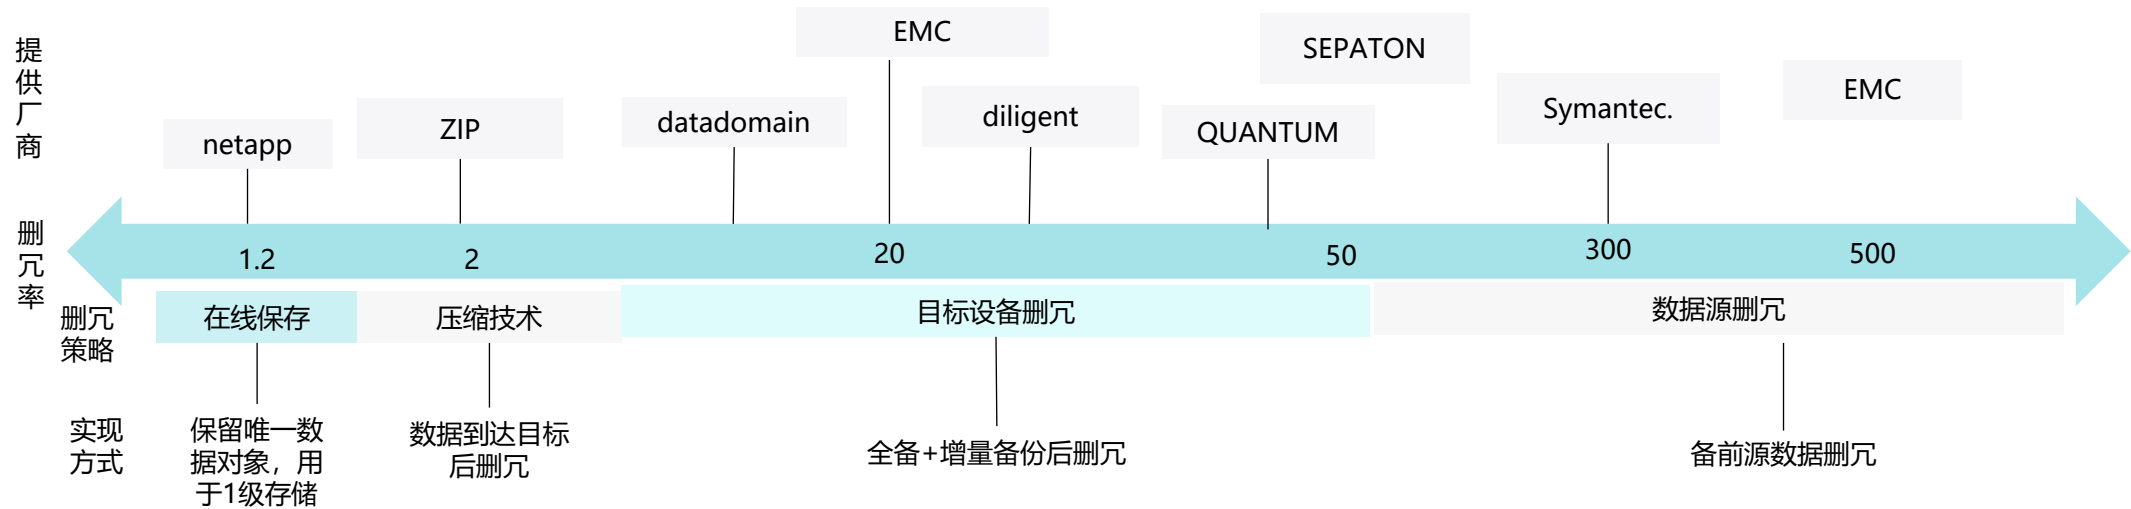 提
供
厂
商
netapp
ZIP
datadomain
EMC
diligent
QUANTUM
SEPATON
Symantec.
EMC
删
冗
率
1.2
2
20
50
300
500
删冗
策略
在线保存
压缩技术
目标设备删冗
数据源删冗
实现
方式
保留唯一数
据对象，用
于1级存储
数据到达目标
后删冗
全备+增量备份后删冗
备前源数据删冗